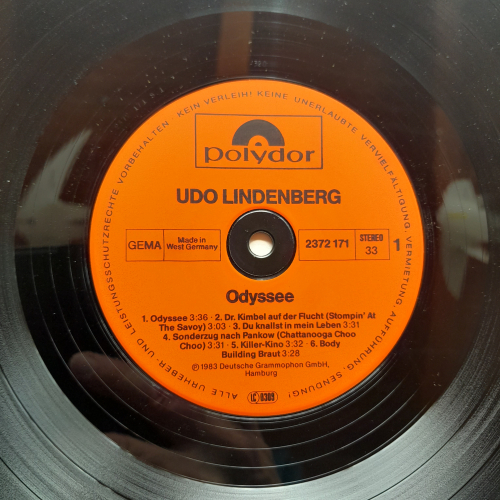 ALLE URHEBER- UND LEISTUNGSSCHUTZRECHTE VORBEHALTEN · KEIN VERLEIH! KEINE UNERLAUBTE VERVIELFÄLTIGUNG, VERMIETUNG, AUFFÜHRUNG, SENDUNG!
polydor
UDO LINDENBERG
GEMA
Made in
West Germany
2372 171
STEREO
33
1
Odyssee
1. Odyssee 3:36 · 2. Dr. Kimbel auf der Flucht (Stompin' At
The Savoy) 3:03 · 3. Du knallst in mein Leben 3:31
4. Sonderzug nach Pankow (Chattanooga Choo
Choo) 3:31 · 5. Killer-Kino 3:32 · 6. Body
Building Braut 3:28
Ⓟ 1983 Deutsche Grammophon GmbH,
Hamburg
LC 0309